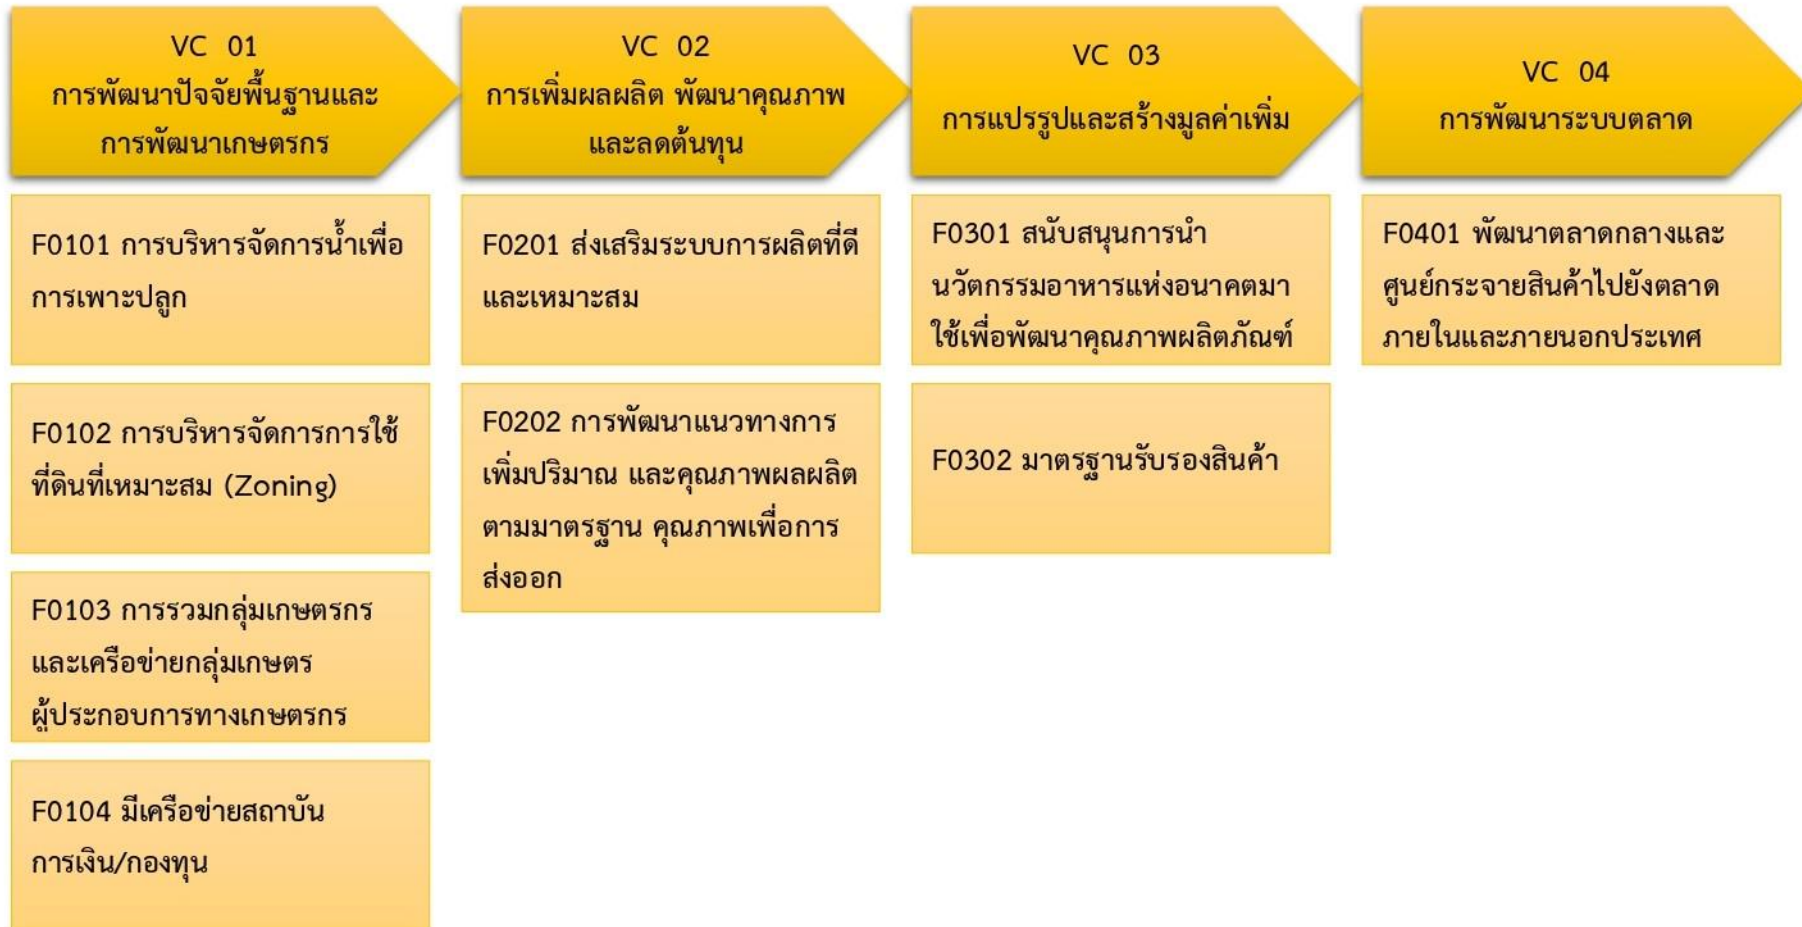 VC 01
การพัฒนาปัจจัยพื้นฐานและ
การพัฒนาเกษตรกร
F0101 การบริหารจัดการน้ำเพื่อ
การเพาะปลูก
F0102 การบริหารจัดการการใช้
ที่ดินที่เหมาะสม (Zoning)
F0103 การรวมกลุ่มเกษตรกร
และเครือข่ายกลุ่มเกษตร
ผู้ประกอบการทางเกษตรกร
F0104 มีเครือข่ายสถาบัน
การเงิน/กองทุน
VC 02
การเพิ่มผลผลิต พัฒนาคุณภาพ
และลดต้นทุน
F0201 ส่งเสริมระบบการผลิตที่ดี
และเหมาะสม
F0202 การพัฒนาแนวทางการ
เพิ่มปริมาณ และคุณภาพผลผลิต
ตามมาตรฐาน คุณภาพเพื่อการ
ส่งออก
VC 03
การแปรรูปและสร้างมูลค่าเพิ่ม
F0301 สนับสนุนการนำ
นวัตกรรมอาหารแห่งอนาคตมา
ใช้เพื่อพัฒนาคุณภาพผลิตภัณฑ์
F0302 มาตรฐานรับรองสินค้า
VC 04
การพัฒนาระบบตลาด
F0401 พัฒนาตลาดกลางและ
ศูนย์กระจายสินค้าไปยังตลาด
ภายในและภายนอกประเทศ